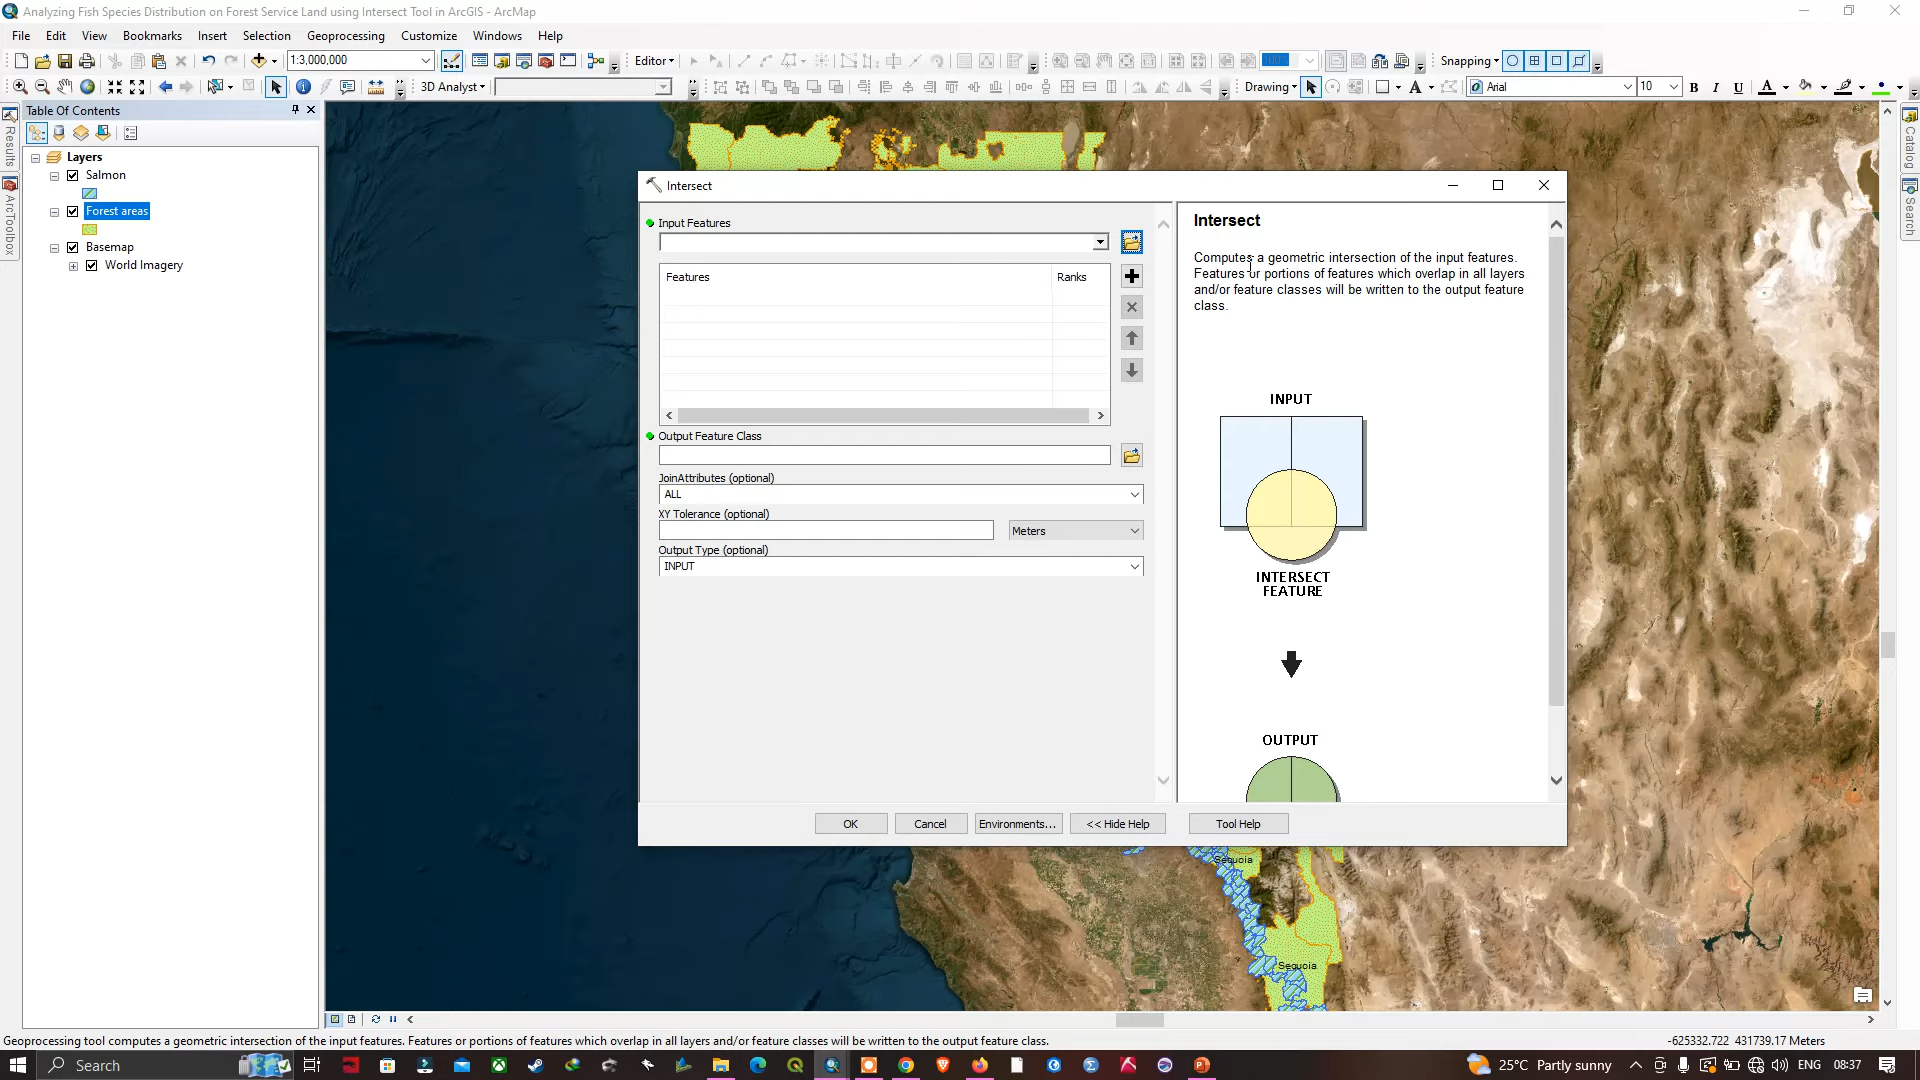 Analyzing Fish Species Distribution on Forest Service Land using Intersect Tool in ArcGIS - ArcMap
File Edit View Bookmarks Insert Selection Geoprocessing Customize Windows Help
1:3,000,000
Editor
Snapping
3D Analyst
Drawing
Arial
10
B I U A
Table Of Contents
Results
ArcToolbox
Catalog
Search
Layers
Salmon
Forest areas
Basemap
World Imagery
Intersect
Input Features
Features
Ranks
Output Feature Class
JoinAttributes (optional)
ALL
XY Tolerance (optional)
Meters
Output Type (optional)
INPUT
OK
Cancel
Environments...
<< Hide Help
Tool Help
Intersect
Computes a geometric intersection of the input features.
Features or portions of features which overlap in all layers
and/or feature classes will be written to the output feature
class.
INPUT
INTERSECT
FEATURE
OUTPUT
Sequoia
Sequoia
Geoprocessing tool computes a geometric intersection of the input features. Features or portions of features which overlap in all layers and/or feature classes will be written to the output feature class.
-625332.722 431739.17 Meters
Search
25°C Partly sunny
ENG
08:37